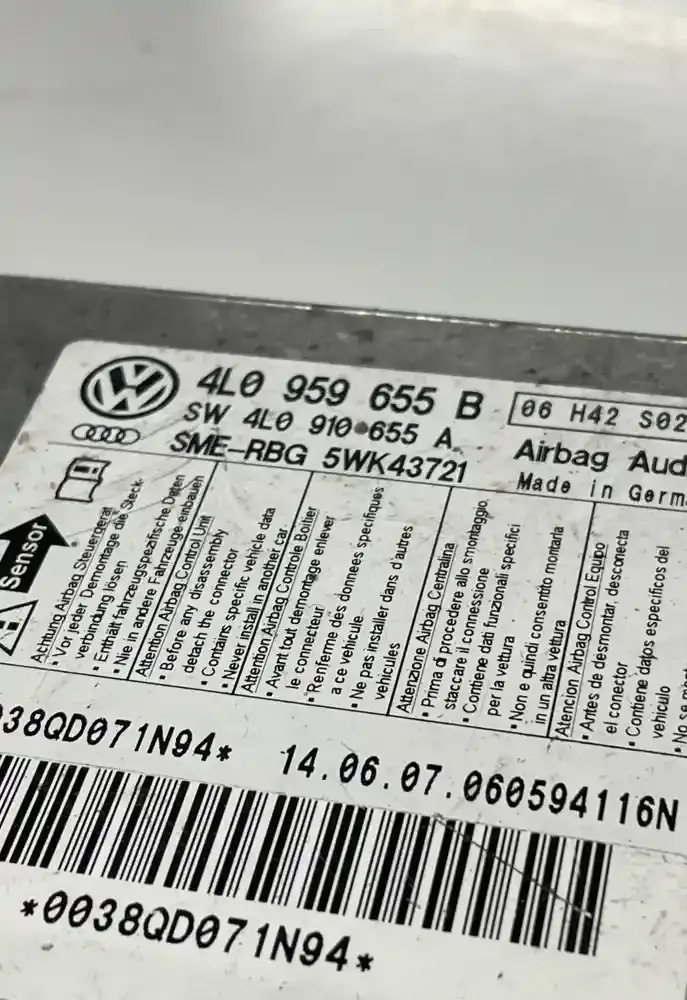 4L0 959 655 B
06 H42 S02
SW 4L0 910 655 A
SME-RBG 5WK43721
Airbag Aud
Made in Germ
Sensor
Achtung Airbag Steuergerät
• Vor jeder Demontage die Steck-
verbindung lösen
• Enthält fahrzeugspezifische Daten
• Nie in andere Fahrzeuge einbauen
Attention Airbag Control Unit
• Before any disassembly
detach the connector
• Contains specific vehicle data
• Never install in another car
Attention Airbag Controle Boitier
• Avant tout demontage enlever
le connecteur
• Renferme des donnees specifiques
a ce vehicule
• Ne pas installer dans d'autres
vehicules
Attenzione Airbag Centralina
• Prima di procedere allo smontaggio,
staccare il connessione
• Contiene dati funzionali specifici
per la vettura
• Non e quindi consentito montarla
in un altra vettura
Atencion Airbag Control Equipo
• Antes de desmontar, desconecta
el conector
• Contiene datos especificos del
vehiculo
• No se
038QD071N94*
14.06.07.060594116N
*0038QD071N94*